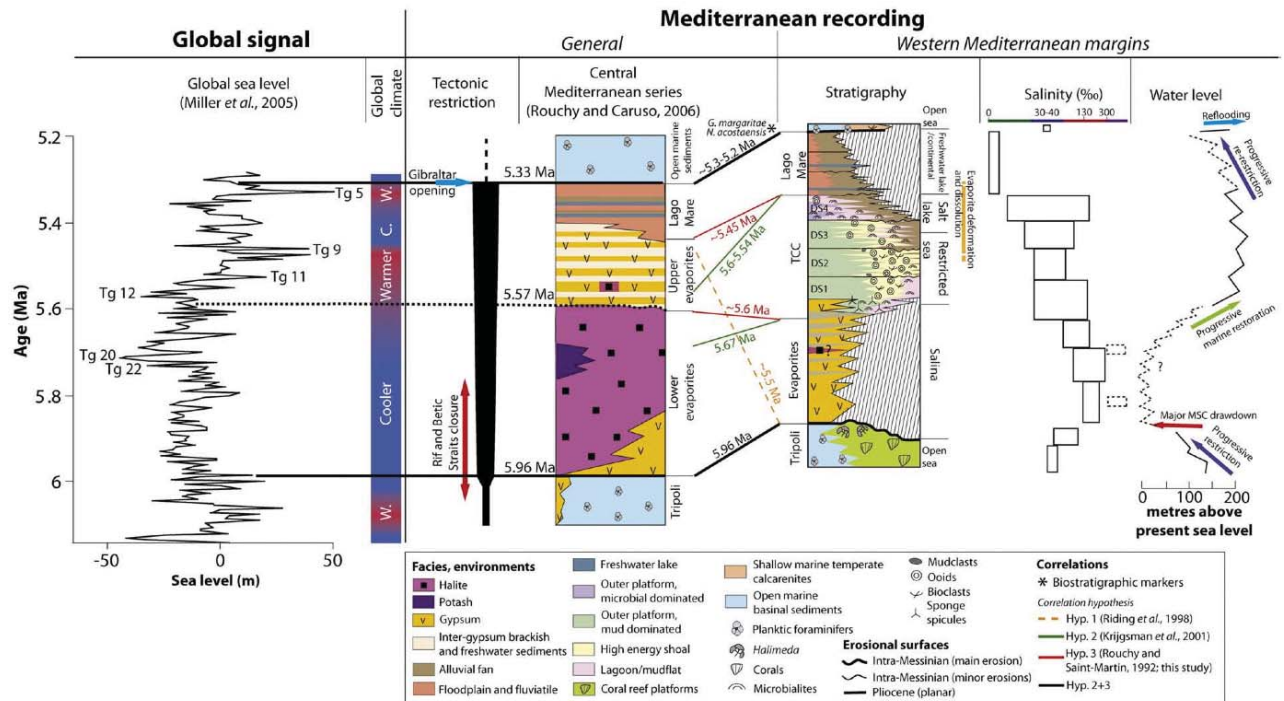 Global signal
Mediterranean recording
General
Western Mediterranean margins
Global sea level
(Miller et al., 2005)
Global
climate
Tectonic
restriction
Central
Mediterranean series
(Rouchy and Caruso, 2006)
Stratigraphy
Salinity (‰)
Water level
0
30-40
130
300
G. margaritae
N. acostaensis
*
Open
sea
Reflooding
5.2
5.4
5.6
5.8
6
Age (Ma)
Tg 5
Tg 9
Tg 11
Tg 12
Tg 20
Tg 22
-50
0
50
Sea level (m)
W.
C.
Warmer
Cooler
W.
Gibraltar
opening
Rif and Betic
Straits closure
5.33 Ma
5.57 Ma
5.96 Ma
Open marine
sediments
Lago
Mare
Upper
evaporites
Lower
evaporites
Tripoli
~5.3-5.2 Ma
~5.45 Ma
5.6-5.54 Ma
~5.6 Ma
5.67 Ma
~5.5 Ma
5.96 Ma
Lago
Mare
TCC
Evaporites
Tripoli
DS4
DS3
DS2
DS1
?
Freshwater lake
/continental
Salt
lake
Restricted
sea
Salina
Open
sea
Evaporite deformation
and dissolution
?
?
Progressive
re-restriction
Progressive
marine restoration
?
Major MSC drawdown
Progressive
restriction
0
100
200
metres above
present sea level
Facies, environments
Halite
Potash
Gypsum
Inter-gypsum brackish
and freshwater sediments
Alluvial fan
Floodplain and fluviatile
Freshwater lake
Outer platform,
microbial dominated
Outer platform,
mud dominated
High energy shoal
Lagoon/mudflat
Coral reef platforms
Shallow marine temperate
calcarenites
Open marine
basinal sediments
Planktic foraminifers
Halimeda
Corals
Microbialites
Mudclasts
Ooids
Bioclasts
Sponge
spicules
Erosional surfaces
Intra-Messinian (main erosion)
Intra-Messinian (minor erosions)
Pliocene (planar)
Correlations
* Biostratigraphic markers
Correlation hypothesis
Hyp. 1 (Riding et al., 1998)
Hyp. 2 (Krijgsman et al., 2001)
Hyp. 3 (Rouchy and
Saint-Martin, 1992; this study)
Hyp. 2+3